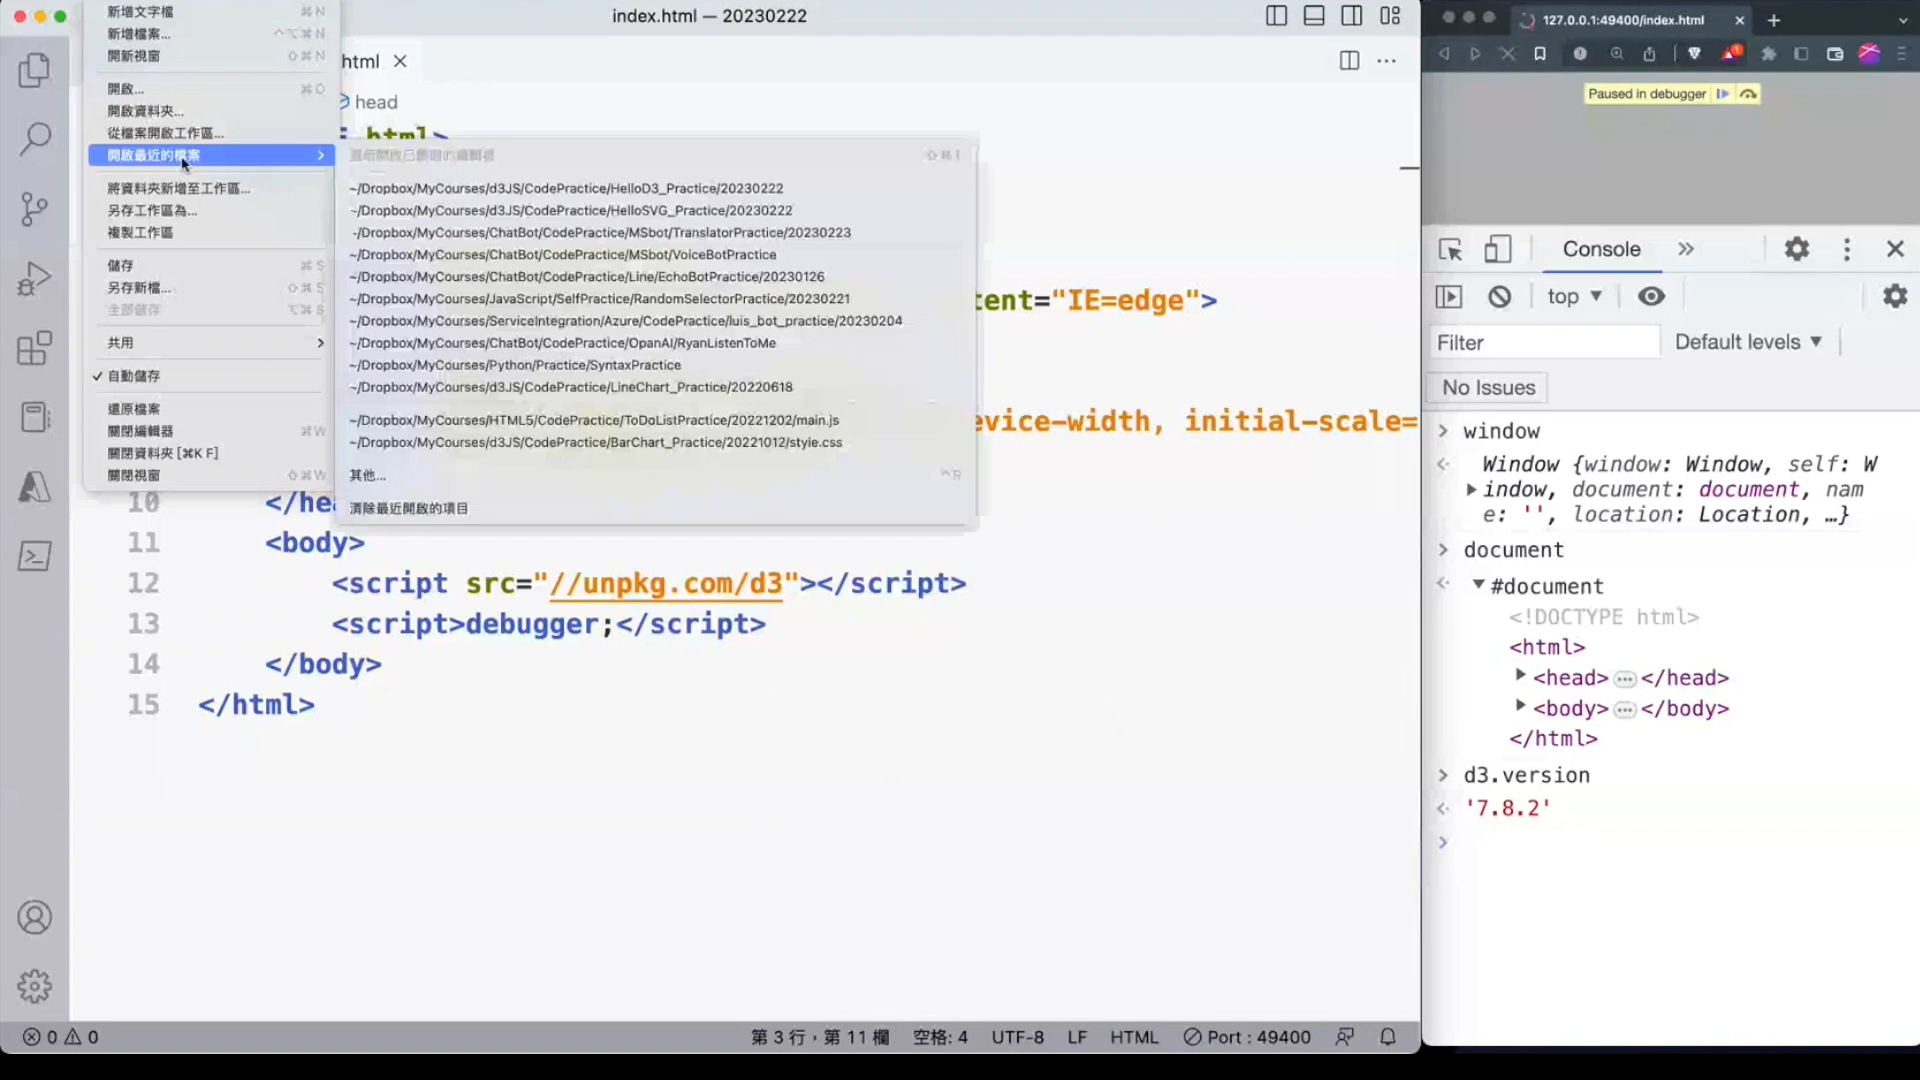 index.html — 20230222
新增文字檔 ⌘N
新增檔案... ^⌥⌘N
開新視窗 ⇧⌘N
開啟... ⌘O
開啟資料夾...
從檔案開啟工作區...
開啟最近的檔案
將資料夾新增至工作區...
另存工作區為...
複製工作區
儲存 ⌘S
另存新檔... ⇧⌘S
全部儲存 ⌥⌘S
共用
✓ 自動儲存
還原檔案
關閉編輯器 ⌘W
關閉資料夾 [⌘K F]
關閉視窗 ⇧⌘W
~/Dropbox/MyCourses/d3JS/CodePractice/HelloD3_Practice/20230222
~/Dropbox/MyCourses/d3JS/CodePractice/HelloSVG_Practice/20230222
~/Dropbox/MyCourses/ChatBot/CodePractice/MSbot/TranslatorPractice/20230223
~/Dropbox/MyCourses/ChatBot/CodePractice/MSbot/VoiceBotPractice
~/Dropbox/MyCourses/ChatBot/CodePractice/Line/EchoBotPractice/20230126
~/Dropbox/MyCourses/JavaScript/SelfPractice/RandomSelectorPractice/20230221
~/Dropbox/MyCourses/ServiceIntegration/Azure/CodePractice/luis_bot_practice/20230204
~/Dropbox/MyCourses/ChatBot/CodePractice/OpanAI/RyanListenToMe
~/Dropbox/MyCourses/Python/Practice/SyntaxPractice
~/Dropbox/MyCourses/d3JS/CodePractice/LineChart_Practice/20220618
~/Dropbox/MyCourses/HTML5/CodePractice/ToDoListPractice/20221202/main.js
~/Dropbox/MyCourses/d3JS/CodePractice/BarChart_Practice/20221012/style.css
其他... ^R
清除最近開啟的項目
html
head
html>
tent="IE=edge">
evice-width, initial-scale=
10 </hea
11 <body>
12 <script src="//unpkg.com/d3"></script>
13 <script>debugger;</script>
14 </body>
15 </html>
0 0 第 3 行，第 11 欄 空格: 4 UTF-8 LF HTML Port : 49400
127.0.0.1:49400/index.html
Paused in debugger
Console
top
Filter Default levels
No Issues
window
Window {window: Window, self: W
indow, document: document, nam
e: '', location: Location, …}
document
#document
<!DOCTYPE html>
<html>
<head> … </head>
<body> … </body>
</html>
d3.version
'7.8.2'